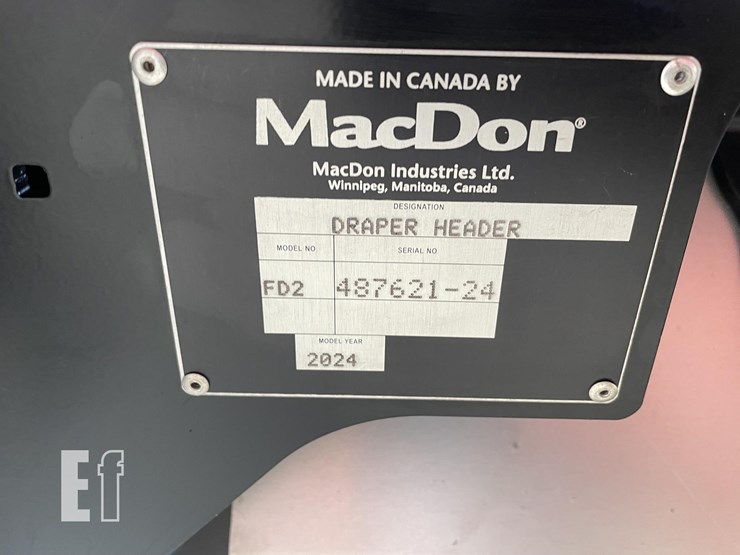 MADE IN CANADA BY
MacDon®
MacDon Industries Ltd.
Winnipeg, Manitoba, Canada
DESIGNATION
DRAPER HEADER
MODEL NO. SERIAL NO.
FD2 487621-24
MODEL YEAR
2024
Ef